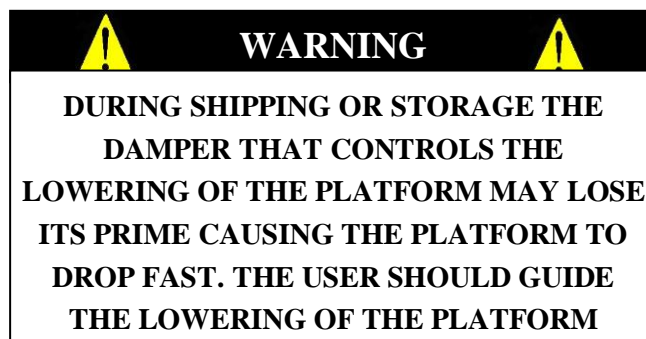 WARNING
DURING SHIPPING OR STORAGE THE
DAMPER THAT CONTROLS THE
LOWERING OF THE PLATFORM MAY LOSE
ITS PRIME CAUSING THE PLATFORM TO
DROP FAST. THE USER SHOULD GUIDE
THE LOWERING OF THE PLATFORM